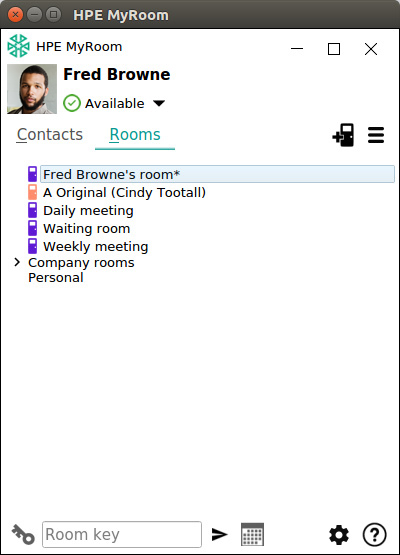 HPE MyRoom
HPE MyRoom
Fred Browne
Available
Contacts
Rooms
Fred Browne's room*
A Original (Cindy Tootall)
Daily meeting
Waiting room
Weekly meeting
Company rooms
Personal
Room key